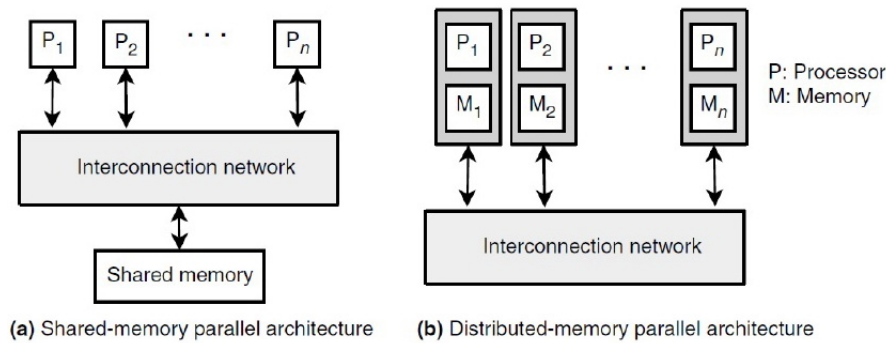 P1 P2 . . . Pn
Interconnection network
Shared memory
(a) Shared-memory parallel architecture
P1 P2 . . . Pn
M1 M2 Mn
P: Processor
M: Memory
Interconnection network
(b) Distributed-memory parallel architecture